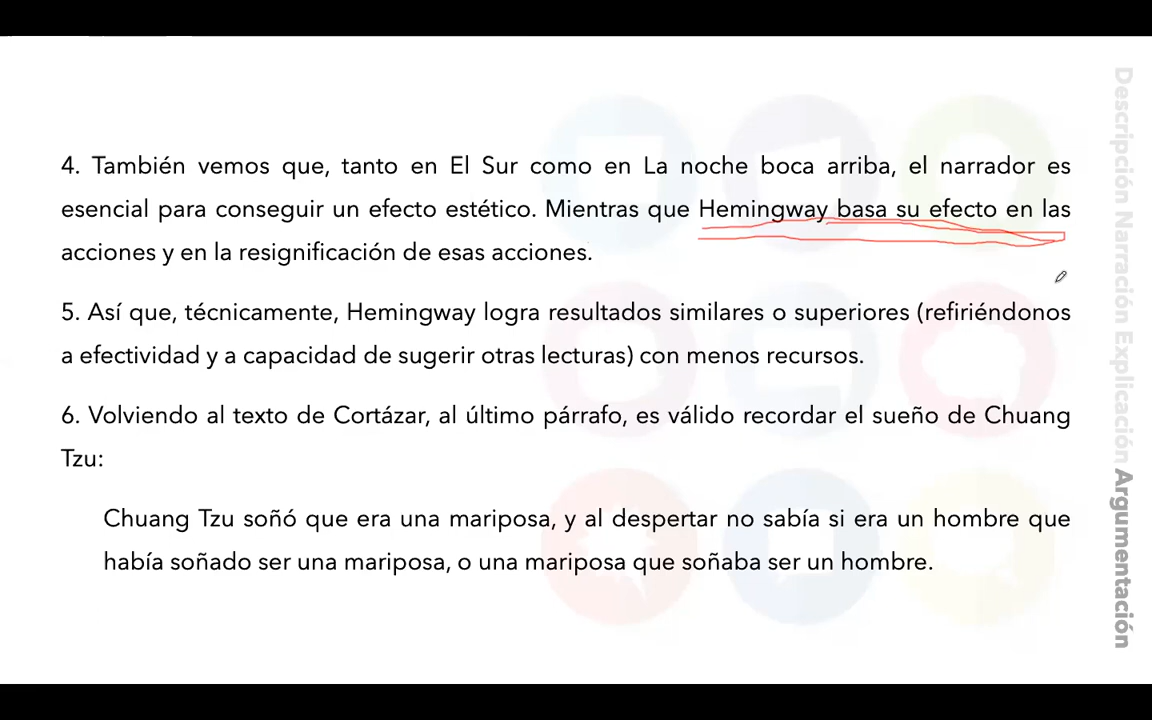 4. También vemos que, tanto en El Sur como en La noche boca arriba, el narrador es
esencial para conseguir un efecto estético. Mientras que Hemingway basa su efecto en las
acciones y en la resignificación de esas acciones.
5. Así que, técnicamente, Hemingway logra resultados similares o superiores (refiriéndonos
a efectividad y a capacidad de sugerir otras lecturas) con menos recursos.
6. Volviendo al texto de Cortázar, al último párrafo, es válido recordar el sueño de Chuang
Tzu:
Chuang Tzu soñó que era una mariposa, y al despertar no sabía si era un hombre que
había soñado ser una mariposa, o una mariposa que soñaba ser un hombre.
Descripción Narración Explicación Argumentación